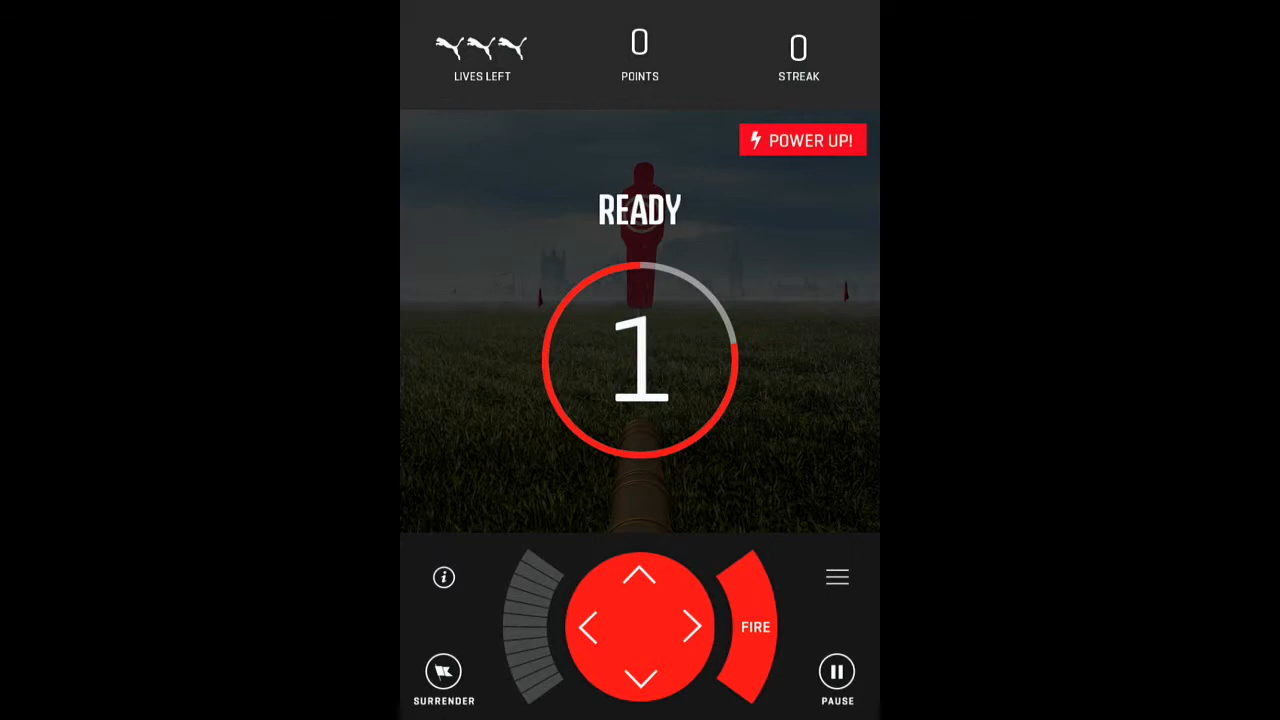 0
0
LIVES LEFT
POINTS
STREAK
POWER UP!
READY
1
FIRE
SURRENDER
PAUSE